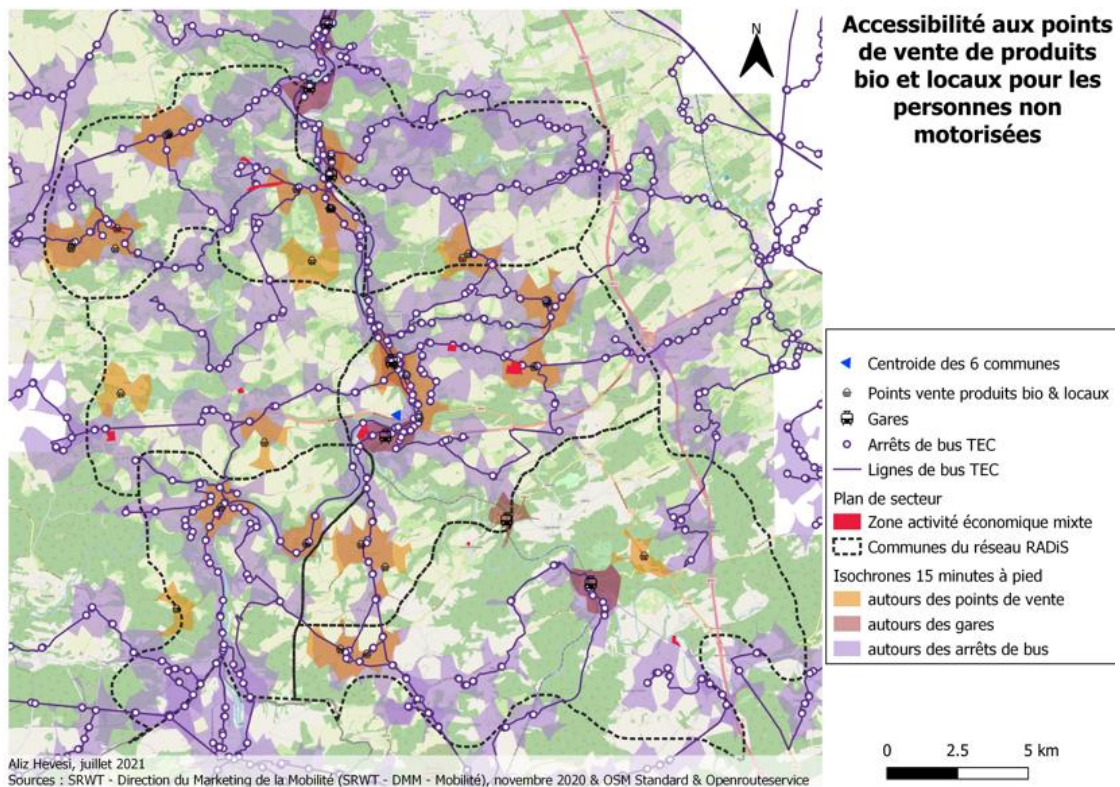 Accessibilité aux points
de vente de produits
bio et locaux pour les
personnes non
motorisées
N
Centroide des 6 communes
Points vente produits bio & locaux
Gares
Arrêts de bus TEC
Lignes de bus TEC
Plan de secteur
Zone activité économique mixte
Communes du réseau RADiS
Isochrones 15 minutes à pied
autours des points de vente
autours des gares
autours des arrêts de bus
0 2.5 5 km
Aliz Hevesi, juillet 2021
Sources : SRWT - Direction du Marketing de la Mobilité (SRWT - DMM - Mobilité), novembre 2020 & OSM Standard & Openrouteservice